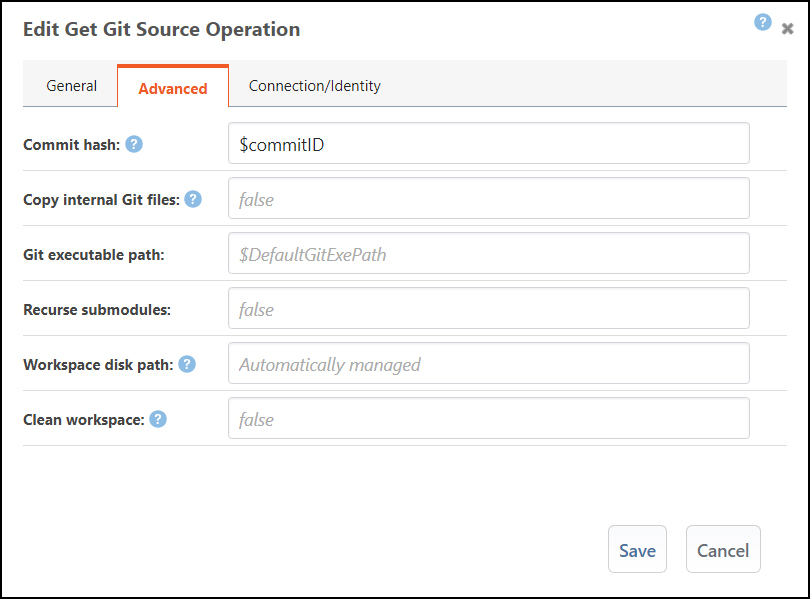 Edit Get Git Source Operation
?
General
Advanced
Connection/Identity
Commit hash: ?
$commitID
Copy internal Git files: ?
false
Git executable path:
$DefaultGitExePath
Recurse submodules:
false
Workspace disk path: ?
Automatically managed
Clean workspace: ?
false
Save
Cancel